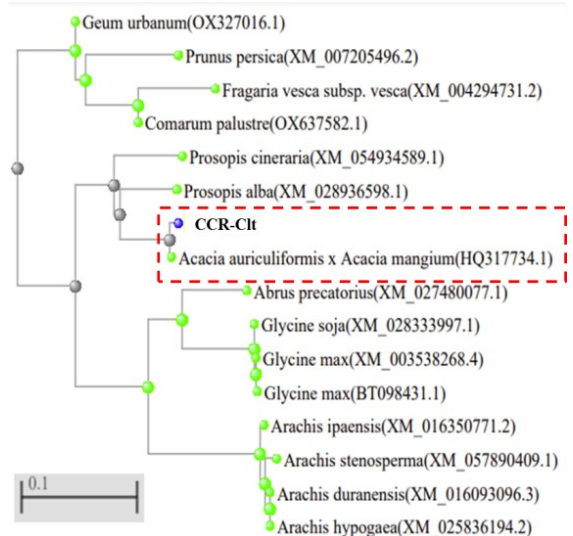 Geum urbanum(OX327016.1)
Prunus persica(XM_007205496.2)
Fragaria vesca subsp. vesca(XM_004294731.2)
Comarum palustre(OX637582.1)
Prosopis cineraria(XM_054934589.1)
Prosopis alba(XM_028936598.1)
CCR-Clt
Acacia auriculiformis x Acacia mangium(HQ317734.1)
Abrus precatorius(XM_027480077.1)
Glycine soja(XM_028333997.1)
Glycine max(XM_003538268.4)
Glycine max(BT098431.1)
Arachis ipaensis(XM_016350771.2)
Arachis stenosperma(XM_057890409.1)
Arachis duranensis(XM_016093096.3)
Arachis hypogaea(XM_025836194.2)
0.1